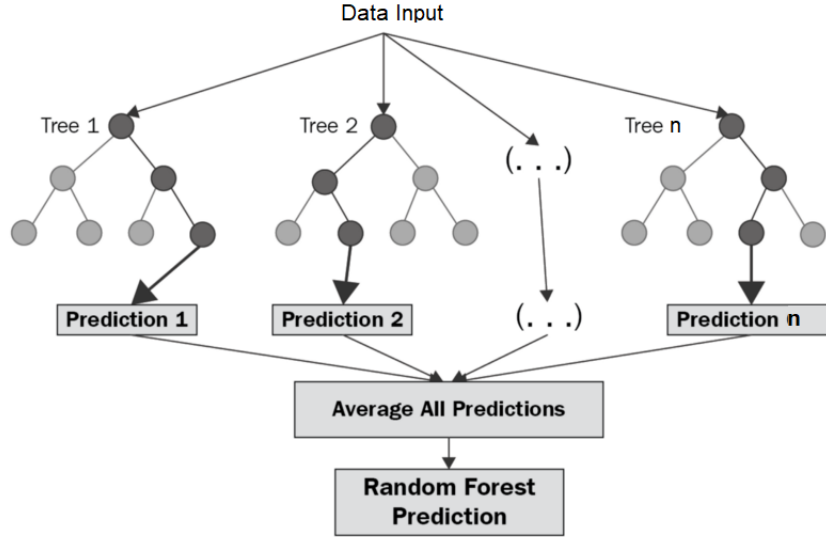 Data Input
Tree 1
Tree 2
Tree n
(. . .)
Prediction 1
Prediction 2
(. . .)
Prediction n
Average All Predictions
Random Forest
Prediction